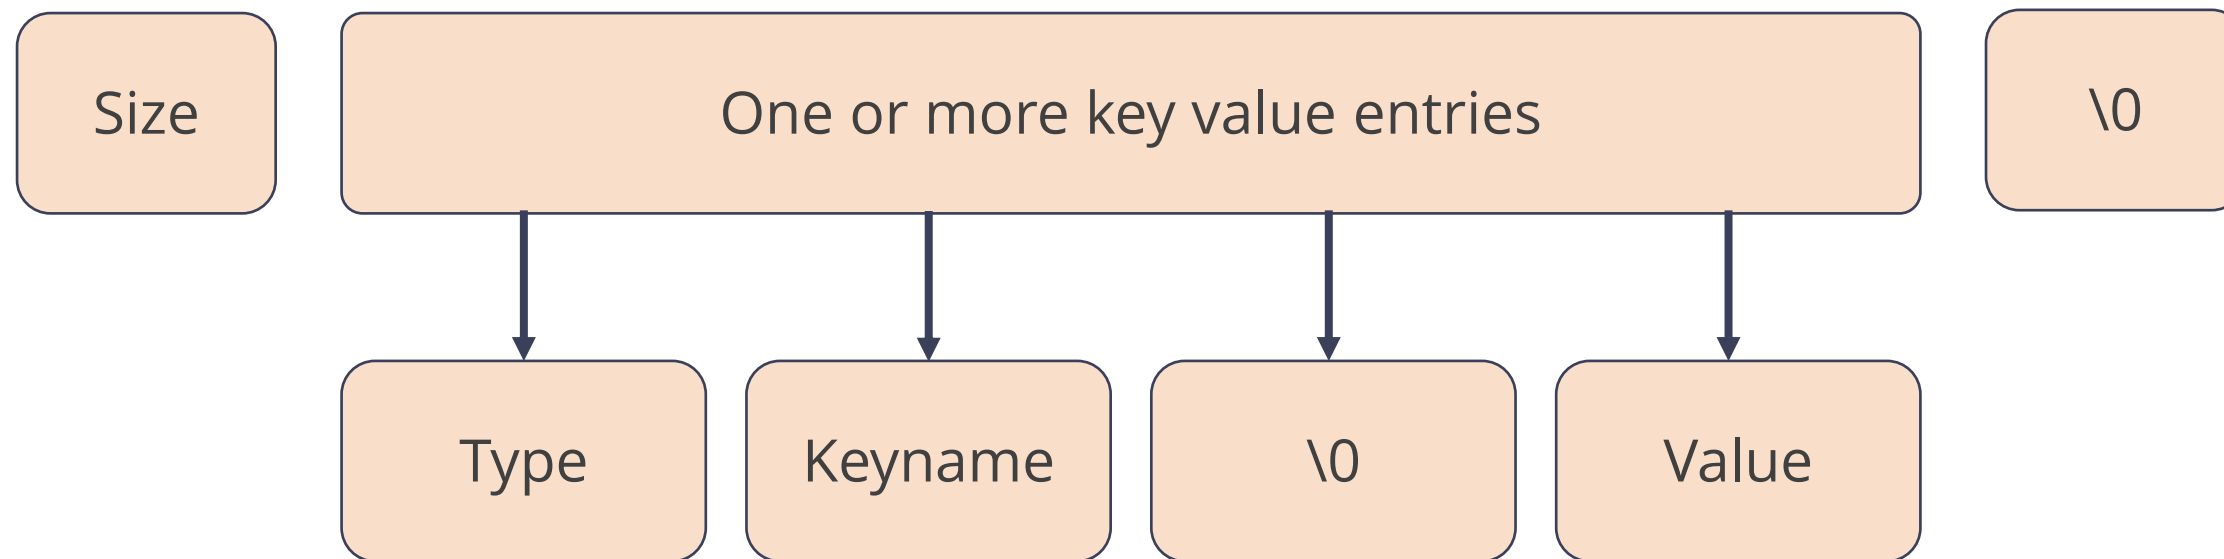 Size
One or more key value entries
\0
Type
Keyname
\0
Value